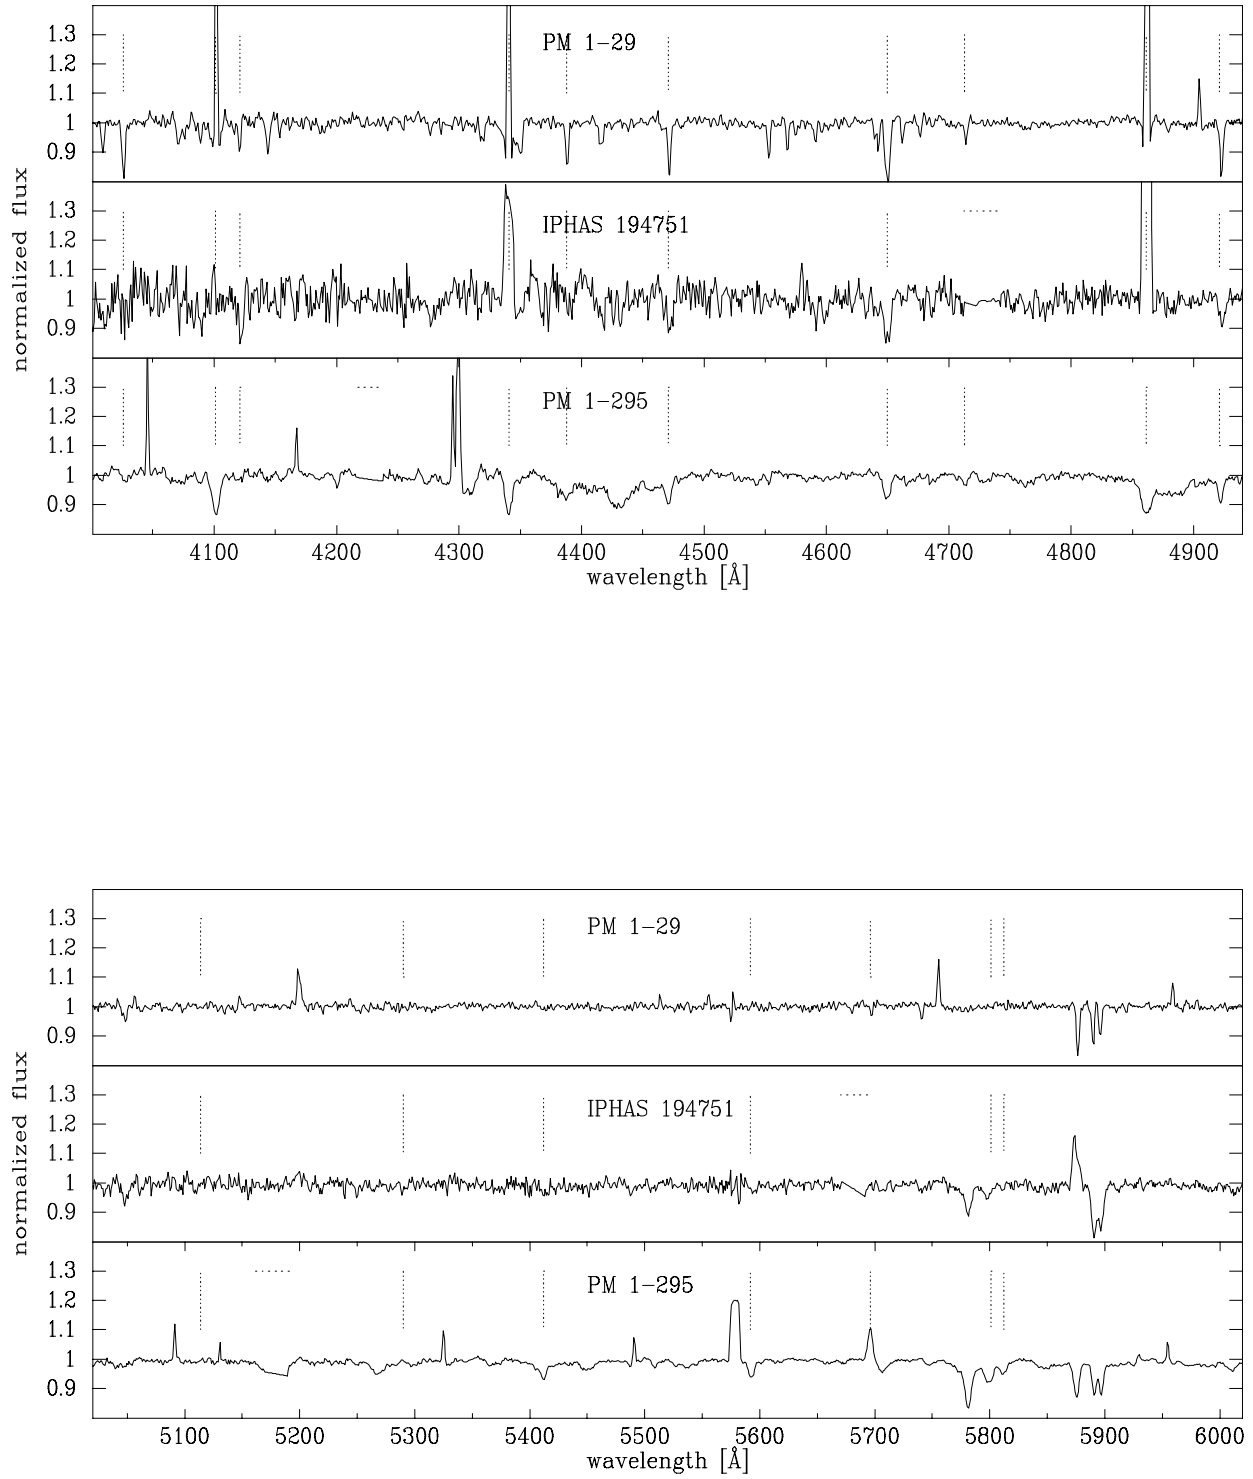 1.3
PM 1-29
1.2
1.1
1
0.9
1.3
IPHAS 194751
1.2
1.1
1
0.9
1.3
PM 1-295
1.2
1.1
1
0.9
normalized flux
4100 4200 4300 4400 4500 4600 4700 4800 4900
wavelength [Å]
1.3
PM 1-29
1.2
1.1
1
0.9
1.3
IPHAS 194751
1.2
1.1
1
0.9
1.3
PM 1-295
1.2
1.1
1
0.9
normalized flux
5100 5200 5300 5400 5500 5600 5700 5800 5900 6000
wavelength [Å]